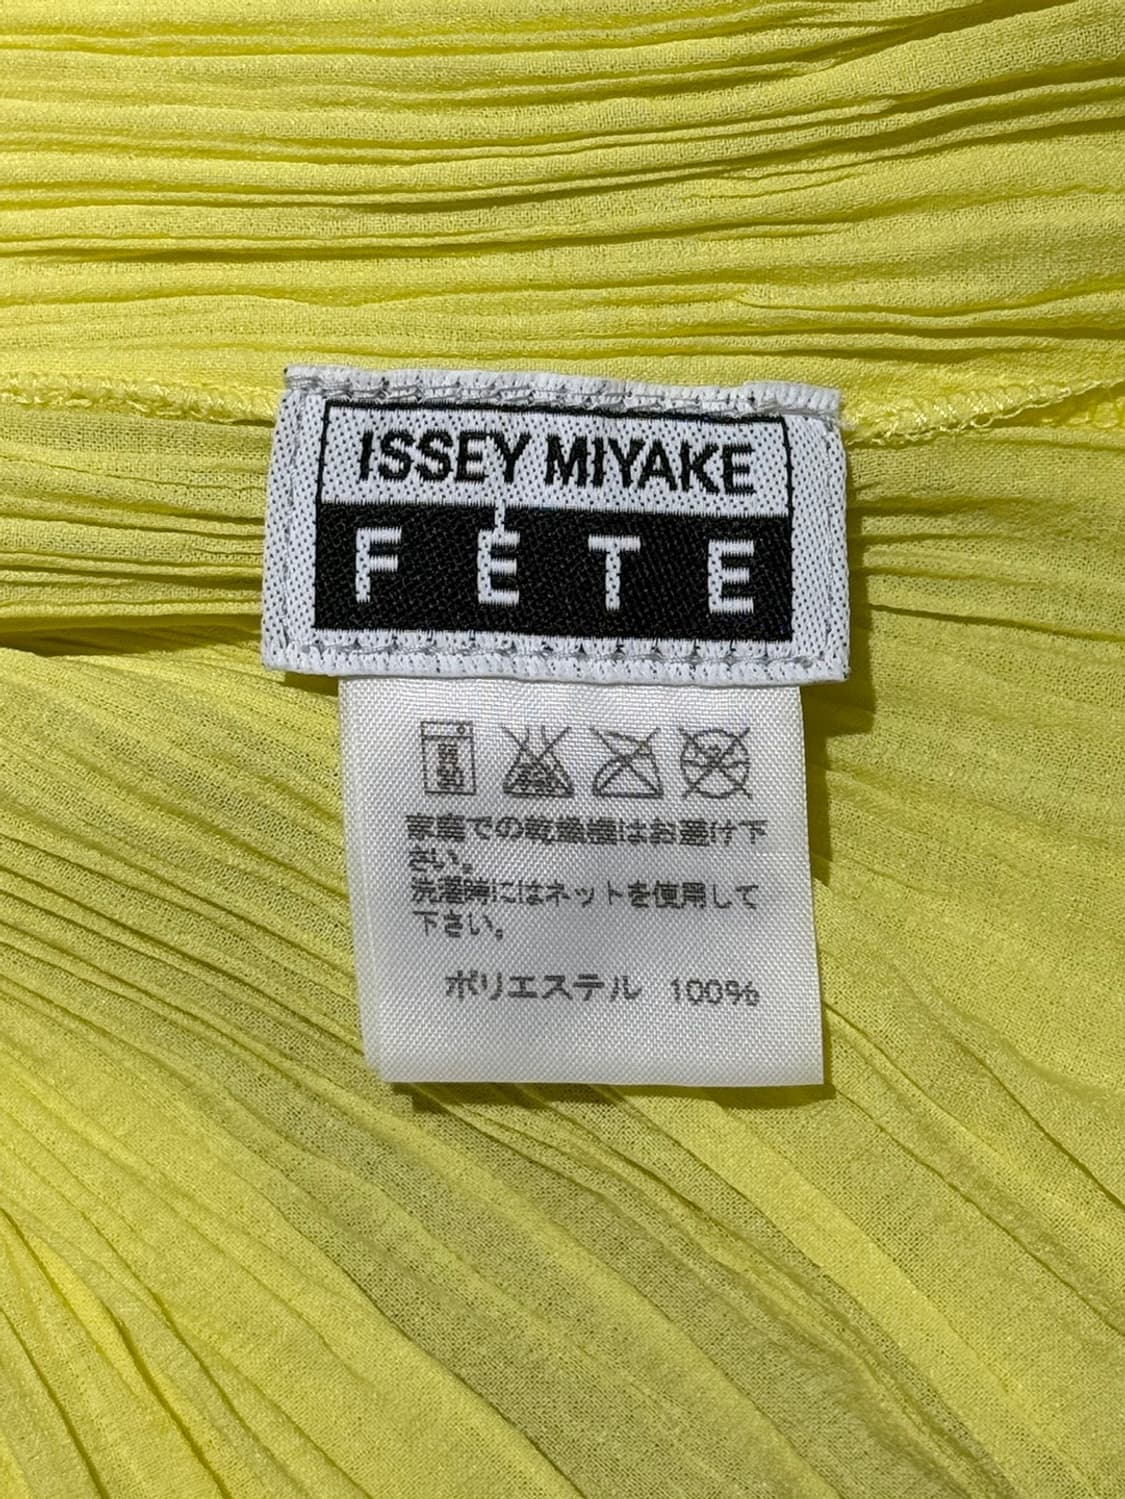 ISSEY MIYAKE
FÊTE
家庭での乾燥機はお避け下
さい。
洗濯時にはネットを使用して
下さい。
ポリエステル 100%